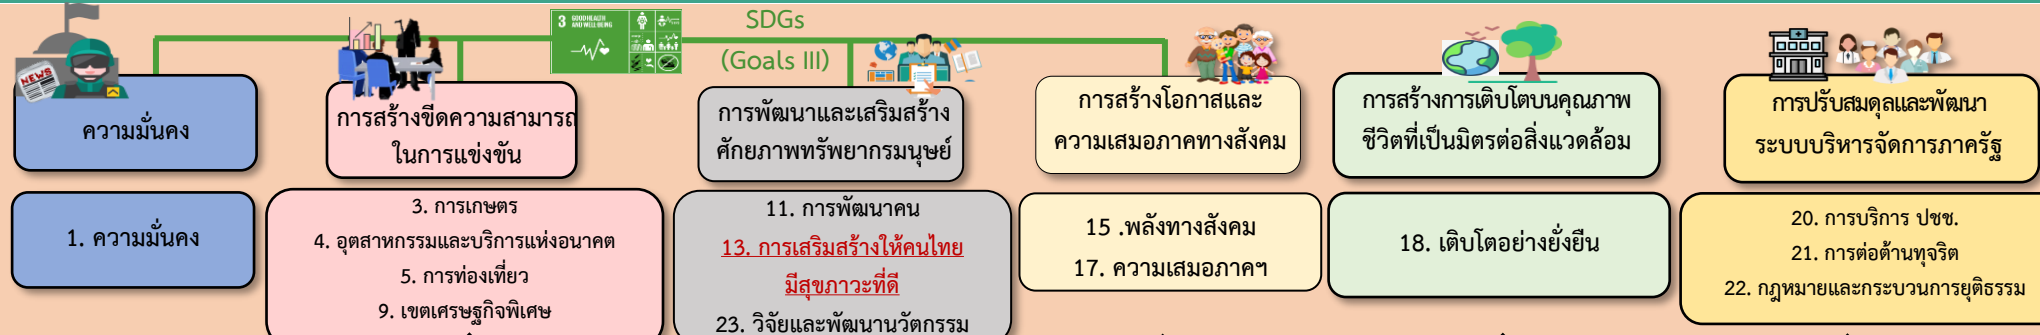 SDGs
(Goals III)
3 GOOD HEALTH
AND WELL-BEING
NEWS
ความมั่นคง
การสร้างขีดความสามารถ
ในการแข่งขัน
การพัฒนาและเสริมสร้าง
ศักยภาพทรัพยากรมนุษย์
การสร้างโอกาสและ
ความเสมอภาคทางสังคม
การสร้างการเติบโตบนคุณภาพ
ชีวิตที่เป็นมิตรต่อสิ่งแวดล้อม
การปรับสมดุลและพัฒนา
ระบบบริหารจัดการภาครัฐ
1. ความมั่นคง
3. การเกษตร
4. อุตสาหกรรมและบริการแห่งอนาคต
5. การท่องเที่ยว
9. เขตเศรษฐกิจพิเศษ
11. การพัฒนาคน
13. การเสริมสร้างให้คนไทย
มีสุขภาวะที่ดี
23. วิจัยและพัฒนานวัตกรรม
15 .พลังทางสังคม
17. ความเสมอภาคฯ
18. เติบโตอย่างยั่งยืน
20. การบริการ ปชช.
21. การต่อต้านทุจริต
22. กฎหมายและกระบวนการยุติธรรม